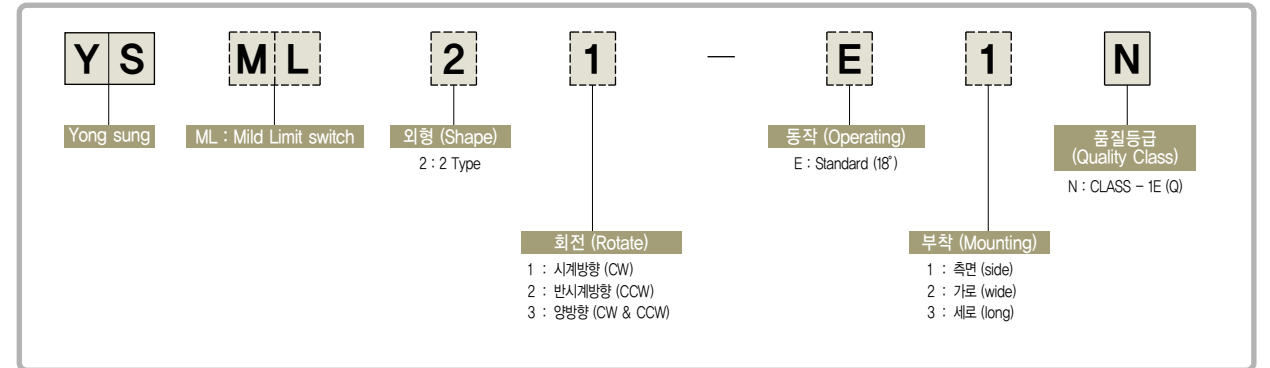 YS ML 2 1 — E 1 N
Yong sung
ML : Mild Limit switch
외형 (Shape)
2 : 2 Type
회전 (Rotate)
1 : 시계방향 (CW)
2 : 반시계방향 (CCW)
3 : 양방향 (CW & CCW)
동작 (Operating)
E : Standard (18°)
부착 (Mounting)
1 : 측면 (side)
2 : 가로 (wide)
3 : 세로 (long)
품질등급
(Quality Class)
N : CLASS - 1E (Q)